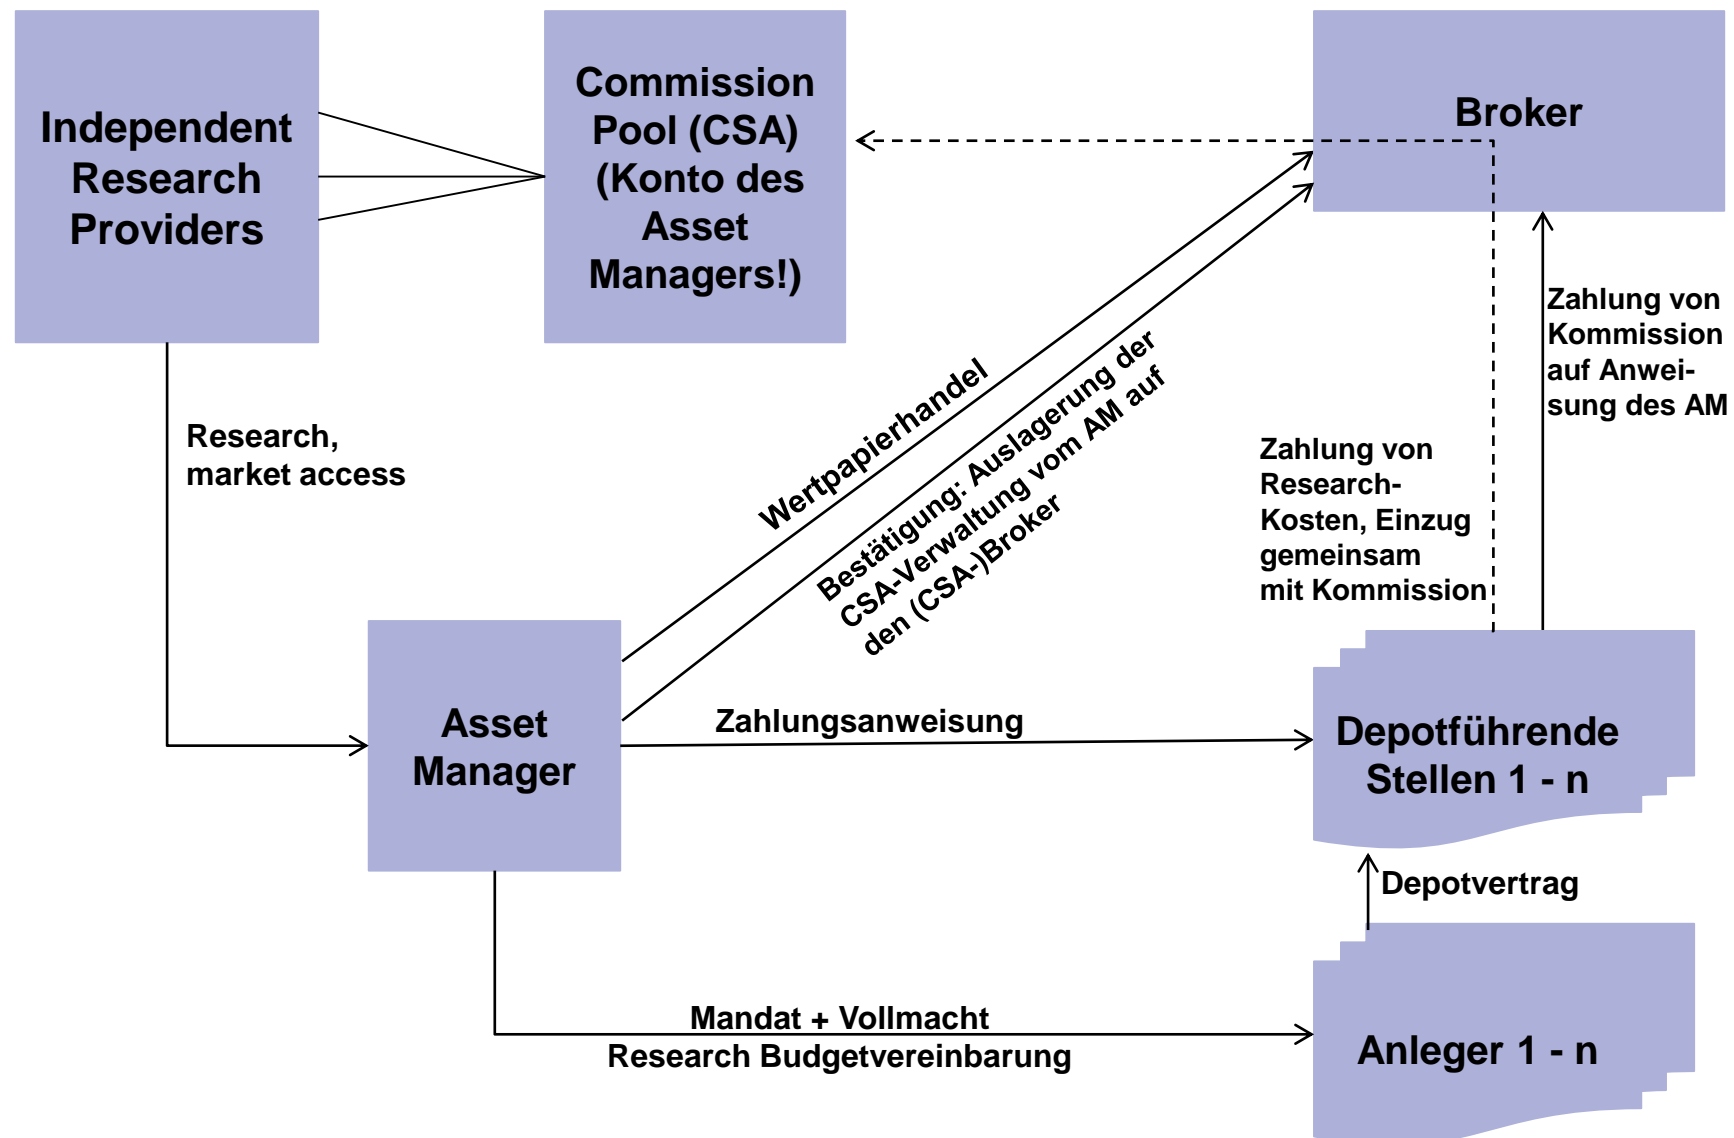 Independent
Research
Providers
Commission
Pool (CSA)
(Konto des
Asset
Managers!)
Broker
Zahlung von
Kommission
auf Anwei-
sung des AM
Research,
market access
Wertpapierhandel
Bestätigung: Auslagerung der
CSA-Verwaltung vom AM auf
den (CSA-)Broker
Zahlung von
Research-
Kosten, Einzug
gemeinsam
mit Kommission
Asset
Manager
Zahlungsanweisung
Depotführende
Stellen 1 - n
Depotvertrag
Mandat + Vollmacht
Research Budgetvereinbarung
Anleger 1 - n